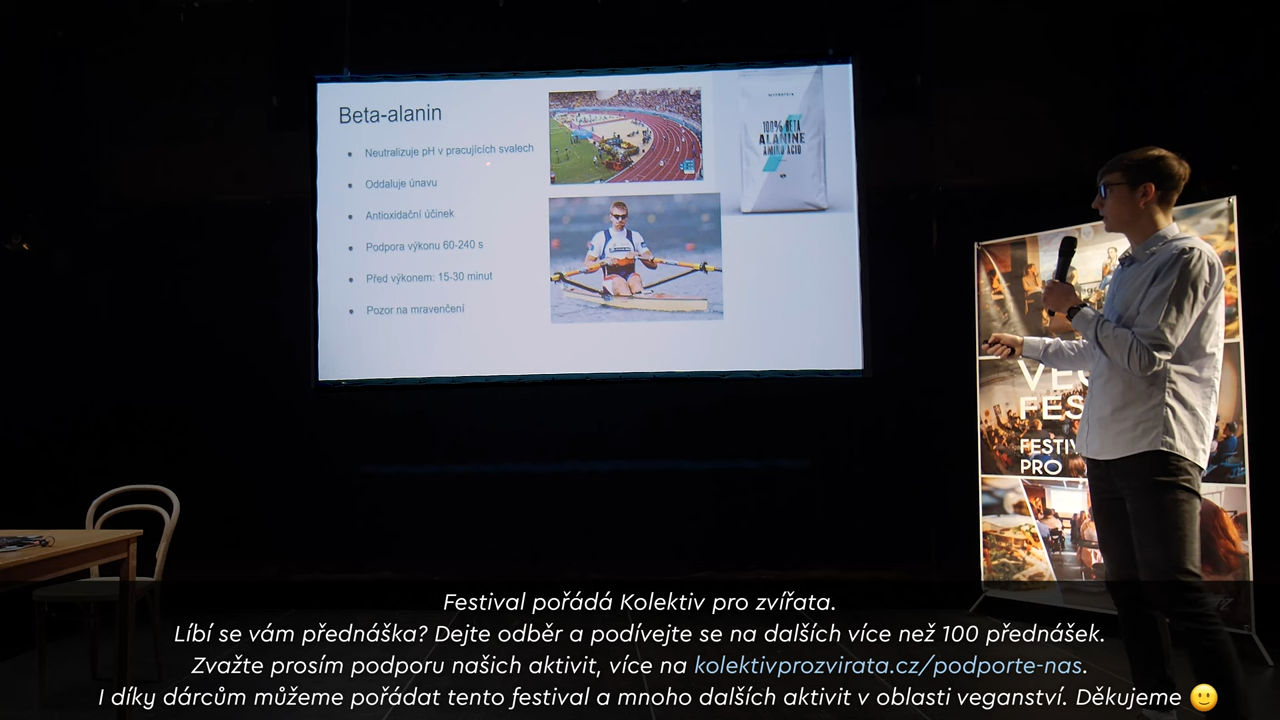 Beta-alanin
Neutralizuje pH v pracujících svalech
Oddaluje únavu
Antioxidační účinek
Podpora výkonu 60-240 s
Před výkonem: 15-30 minut
Pozor na mravenčení
100% BETA
ALANINE
AMINO ACID
FES
PRO
Festival pořádá Kolektiv pro zvířata.
Líbí se vám přednáška? Dejte odběr a podívejte se na dalších více než 100 přednášek.
Zvažte prosím podporu našich aktivit, více na kolektivprozvirata.cz/podporte-nas.
I díky dárcům můžeme pořádat tento festival a mnoho dalších aktivit v oblasti veganství. Děkujeme 🙂